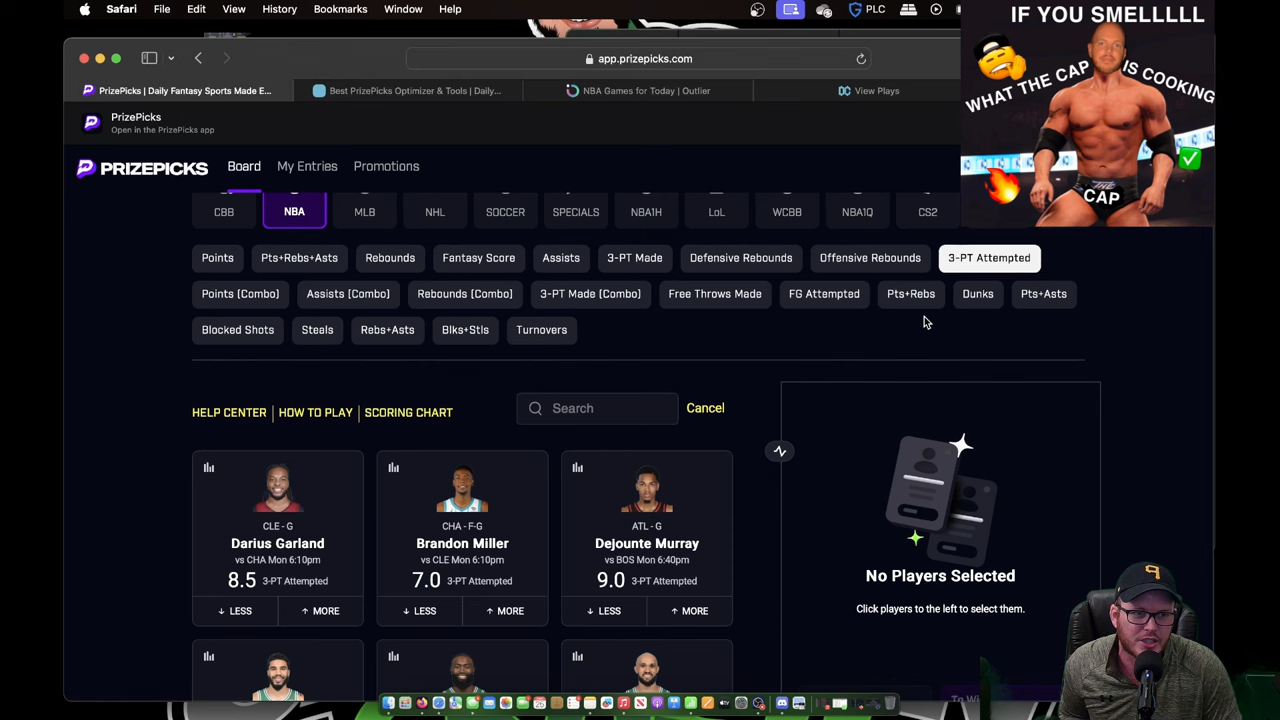 Safari File Edit View History Bookmarks Window Help
PLC
IF YOU SMELLLLL
WHAT THE CAP IS COOKING
THE CAP
app.prizepicks.com
PrizePicks | Daily Fantasy Sports Made E...
Best PrizePicks Optimizer & Tools | Daily...
NBA Games for Today | Outlier
DC View Plays
PrizePicks
Open in the PrizePicks app
PRIZEPICKS
Board My Entries Promotions
CBB NBA MLB NHL SOCCER SPECIALS NBA1H LoL WCBB NBA1Q CS2
Points Pts+Rebs+Asts Rebounds Fantasy Score Assists 3-PT Made Defensive Rebounds Offensive Rebounds 3-PT Attempted
Points (Combo) Assists (Combo) Rebounds (Combo) 3-PT Made (Combo) Free Throws Made FG Attempted Pts+Rebs Dunks Pts+Asts
Blocked Shots Steals Rebs+Asts Blks+Stls Turnovers
HELP CENTER | HOW TO PLAY | SCORING CHART
Search
Cancel
CLE - G
Darius Garland
vs CHA Mon 6:10pm
8.5 3-PT Attempted
↓ LESS ↑ MORE
CHA - F-G
Brandon Miller
vs CLE Mon 6:10pm
7.0 3-PT Attempted
↓ LESS ↑ MORE
ATL - G
Dejounte Murray
vs BOS Mon 6:40pm
9.0 3-PT Attempted
↓ LESS ↑ MORE
No Players Selected
Click players to the left to select them.
To Wi